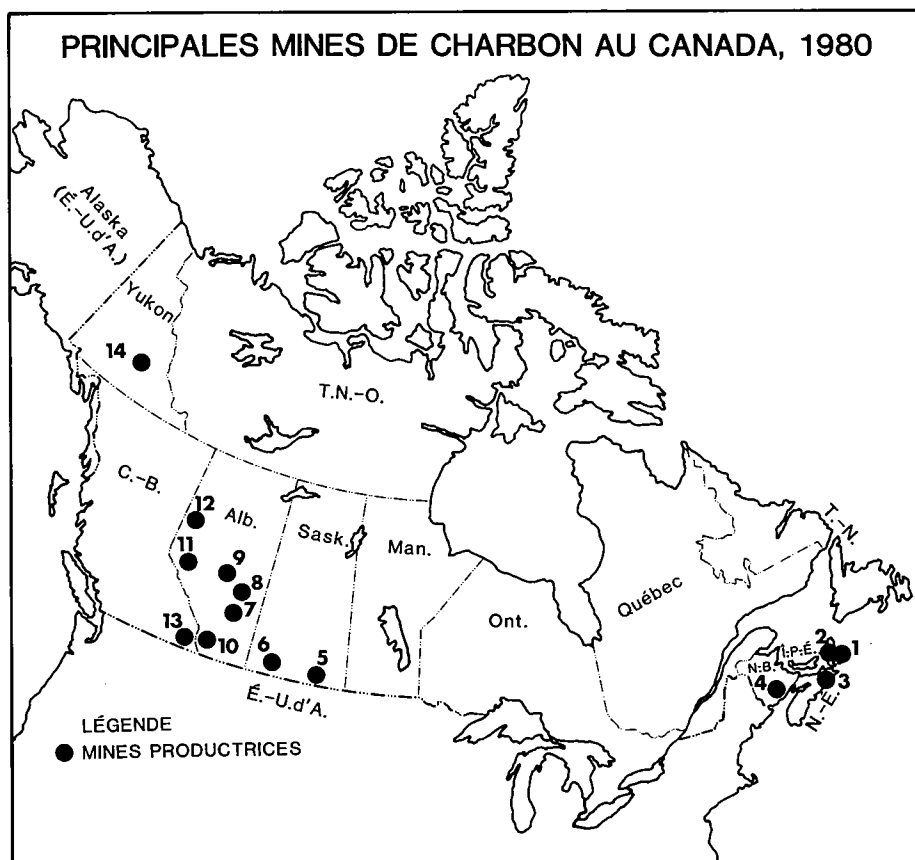 PRINCIPALES MINES DE CHARBON AU CANADA, 1980
Alaska
(É.-U.d'A.)
Yukon
14
T.N.-O.
C.-B.
12
Alb.
Sask.
Man.
11
9
8
7
13
10
6
5
Ont.
Québec
T.-N.
É.-U.d'A.
2
Î.-P.-É.
1
N.-B.
4
3
N.-É.
LÉGENDE
MINES PRODUCTRICES